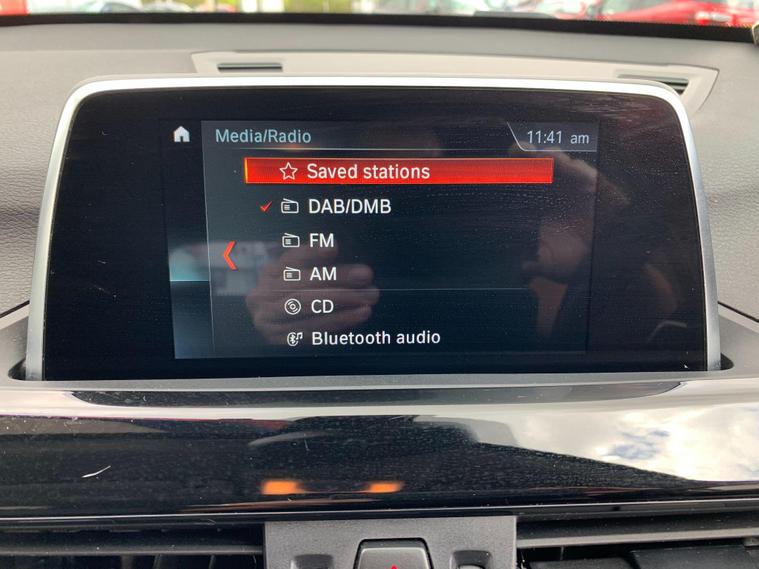 Media/Radio 11:41 am
Saved stations
DAB/DMB
FM
AM
CD
Bluetooth audio